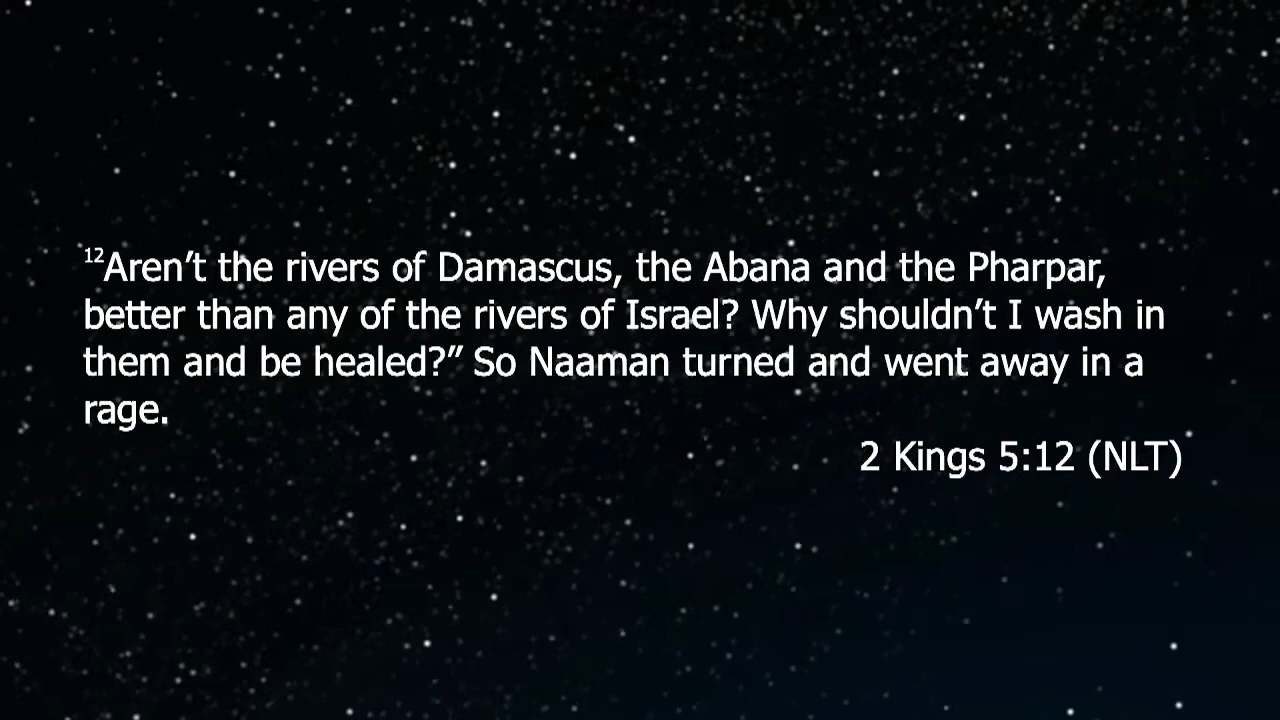 ¹²Aren’t the rivers of Damascus, the Abana and the Pharpar,
better than any of the rivers of Israel? Why shouldn’t I wash in
them and be healed?” So Naaman turned and went away in a
rage.
2 Kings 5:12 (NLT)